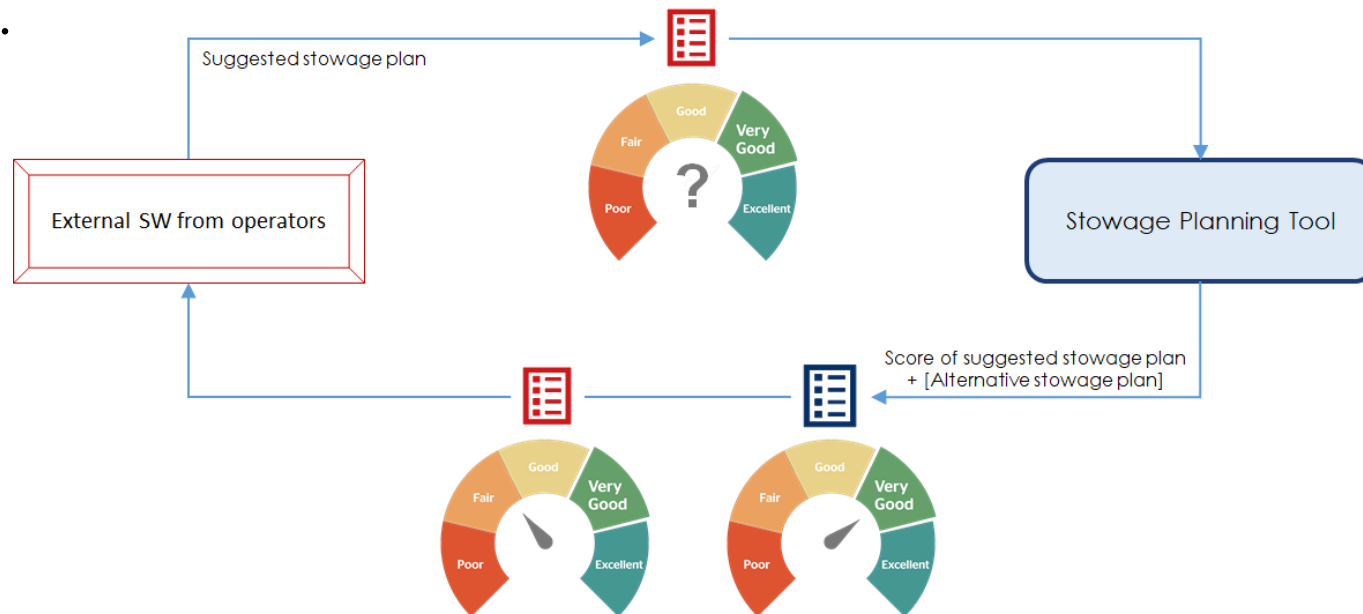 Suggested stowage plan
Good
Very
Good
Fair
Poor
Excellent
External SW from operators
Stowage Planning Tool
Score of suggested stowage plan
+ [Alternative stowage plan]
Good
Very
Good
Fair
Poor
Excellent
Good
Very
Good
Fair
Poor
Excellent
?